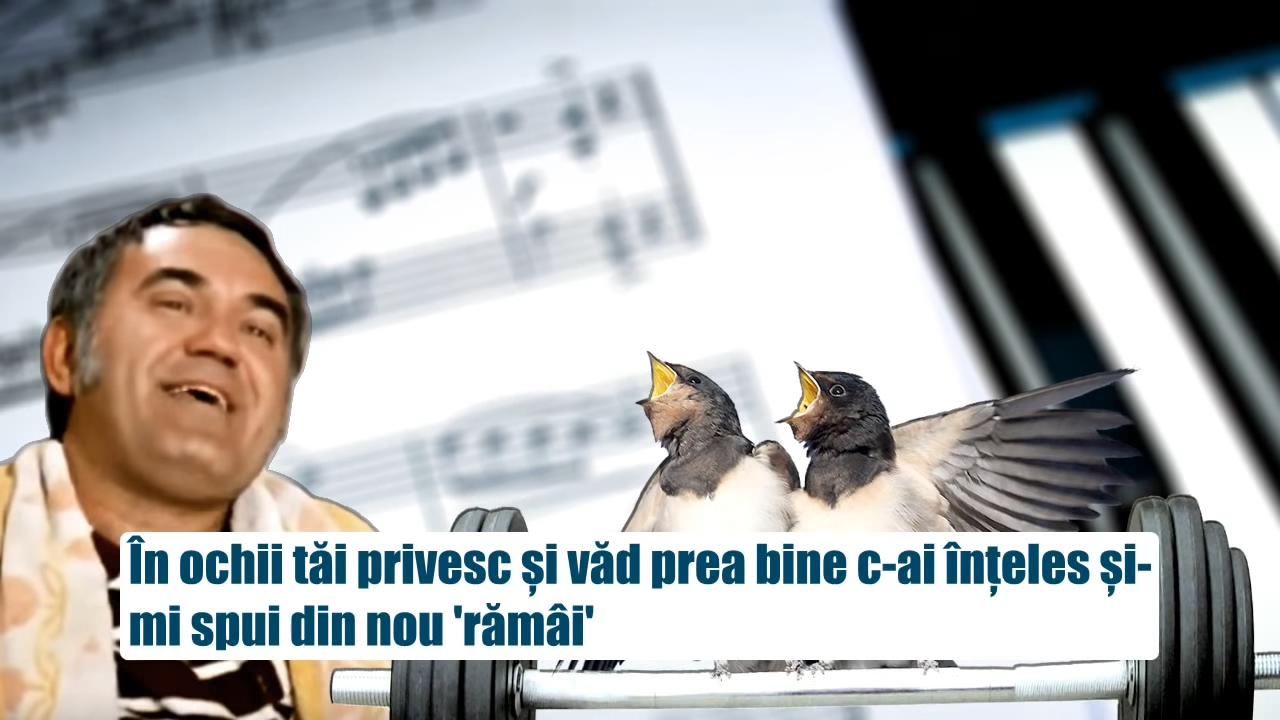 În ochii tăi privesc și văd prea bine c-ai înțeles și-
mi spui din nou 'rămâi'